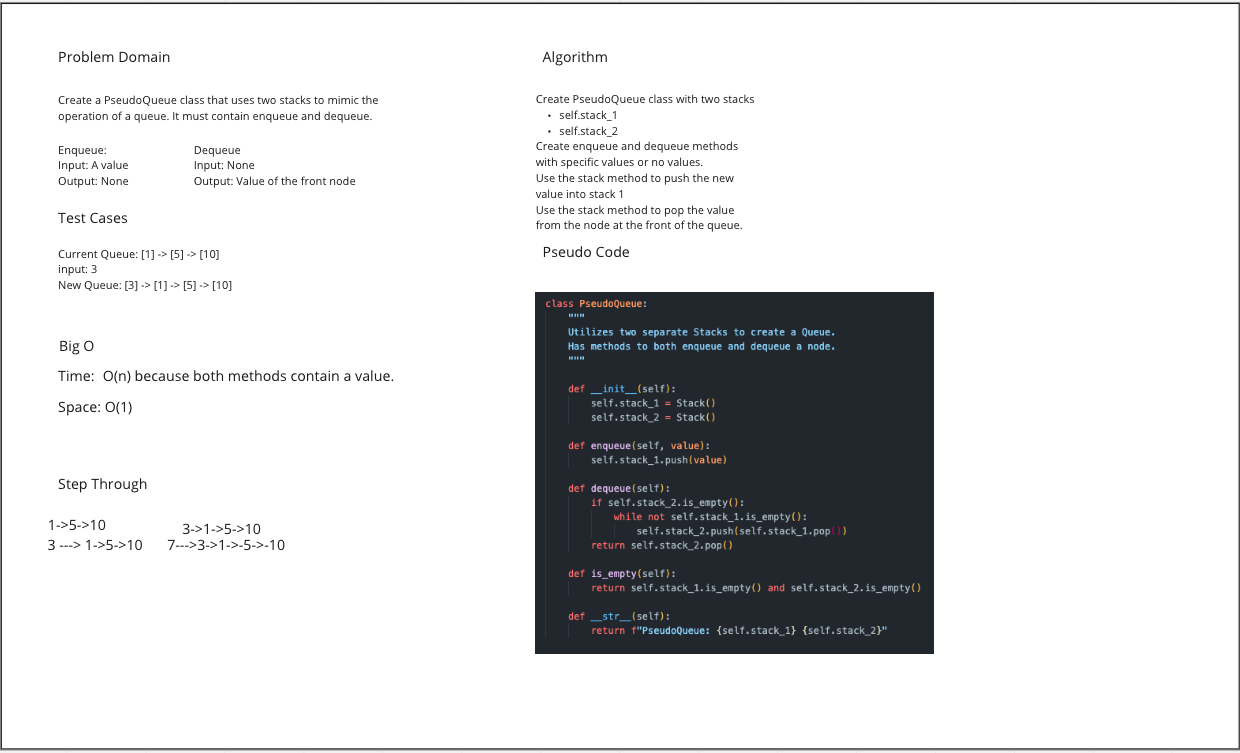 Problem Domain
Create a PseudoQueue class that uses two stacks to mimic the
operation of a queue. It must contain enqueue and dequeue.
Enqueue:
Input: A value
Output: None
Dequeue
Input: None
Output: Value of the front node
Test Cases
Current Queue: [1] -> [5] -> [10]
input: 3
New Queue: [3] -> [1] -> [5] -> [10]
Big O
Time:  O(n) because both methods contain a value.
Space: O(1)
Step Through
1->5->10
3 ---> 1->5->10
3->1->5->10
7--->3->1->-5->-10
Algorithm
Create PseudoQueue class with two stacks
• self.stack_1
• self.stack_2
Create enqueue and dequeue methods
with specific values or no values.
Use the stack method to push the new
value into stack 1
Use the stack method to pop the value
from the node at the front of the queue.
Pseudo Code
class PseudoQueue:
    """
    Utilizes two separate Stacks to create a Queue.
    Has methods to both enqueue and dequeue a node.
    """
    def __init__(self):
        self.stack_1 = Stack()
        self.stack_2 = Stack()
    def enqueue(self, value):
        self.stack_1.push(value)
    def dequeue(self):
        if self.stack_2.is_empty():
            while not self.stack_1.is_empty():
                self.stack_2.push(self.stack_1.pop())
        return self.stack_2.pop()
    def is_empty(self):
        return self.stack_1.is_empty() and self.stack_2.is_empty()
    def __str__(self):
        return f"PseudoQueue: {self.stack_1} {self.stack_2}"